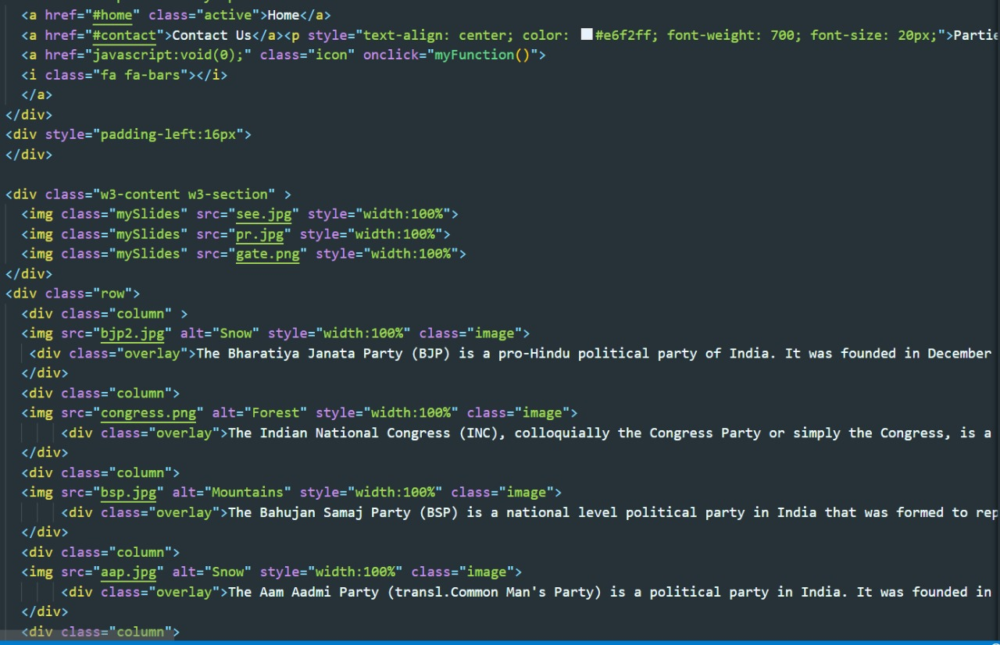 <a href="#home" class="active">Home</a>
<a href="#contact">Contact Us</a><p style="text-align: center; color: #e6f2ff; font-weight: 700; font-size: 20px;">Partie
<a href="javascript:void(0);" class="icon" onclick="myFunction()">
<i class="fa fa-bars"></i>
</a>
</div>
<div style="padding-left:16px">
</div>
<div class="w3-content w3-section" >
<img class="mySlides" src="see.jpg" style="width:100%">
<img class="mySlides" src="pr.jpg" style="width:100%">
<img class="mySlides" src="gate.png" style="width:100%">
</div>
<div class="row">
<div class="column" >
<img src="bjp2.jpg" alt="Snow" style="width:100%" class="image">
<div class="overlay">The Bharatiya Janata Party (BJP) is a pro-Hindu political party of India. It was founded in December
</div>
<div class="column">
<img src="congress.png" alt="Forest" style="width:100%" class="image">
<div class="overlay">The Indian National Congress (INC), colloquially the Congress Party or simply the Congress, is a
</div>
<div class="column">
<img src="bsp.jpg" alt="Mountains" style="width:100%" class="image">
<div class="overlay">The Bahujan Samaj Party (BSP) is a national level political party in India that was formed to rep
</div>
<div class="column">
<img src="aap.jpg" alt="Snow" style="width:100%" class="image">
<div class="overlay">The Aam Aadmi Party (transl.Common Man's Party) is a political party in India. It was founded in
</div>
<div class="column">